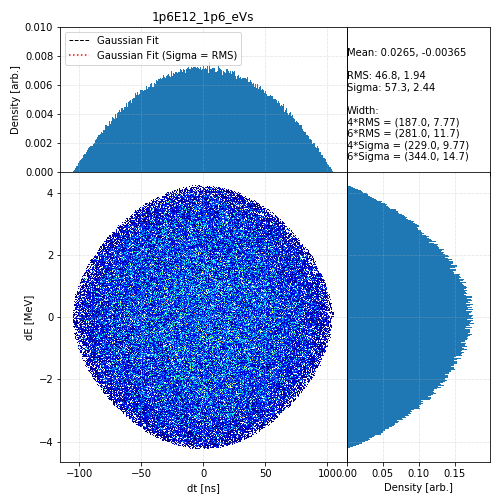 1p6E12_1p6_eVs
0.010
0.008
0.006
0.004
0.002
0.000
Density [arb.]
Gaussian Fit
Gaussian Fit (Sigma = RMS)
Mean: 0.0265, -0.00365
RMS: 46.8, 1.94
Sigma: 57.3, 2.44
Width:
4*RMS = (187.0, 7.77)
6*RMS = (281.0, 11.7)
4*Sigma = (229.0, 9.77)
6*Sigma = (344.0, 14.7)
4
2
0
−2
−4
dE [MeV]
−100 −50 0 50 100
dt [ns]
0.00 0.05 0.10 0.15
Density [arb.]